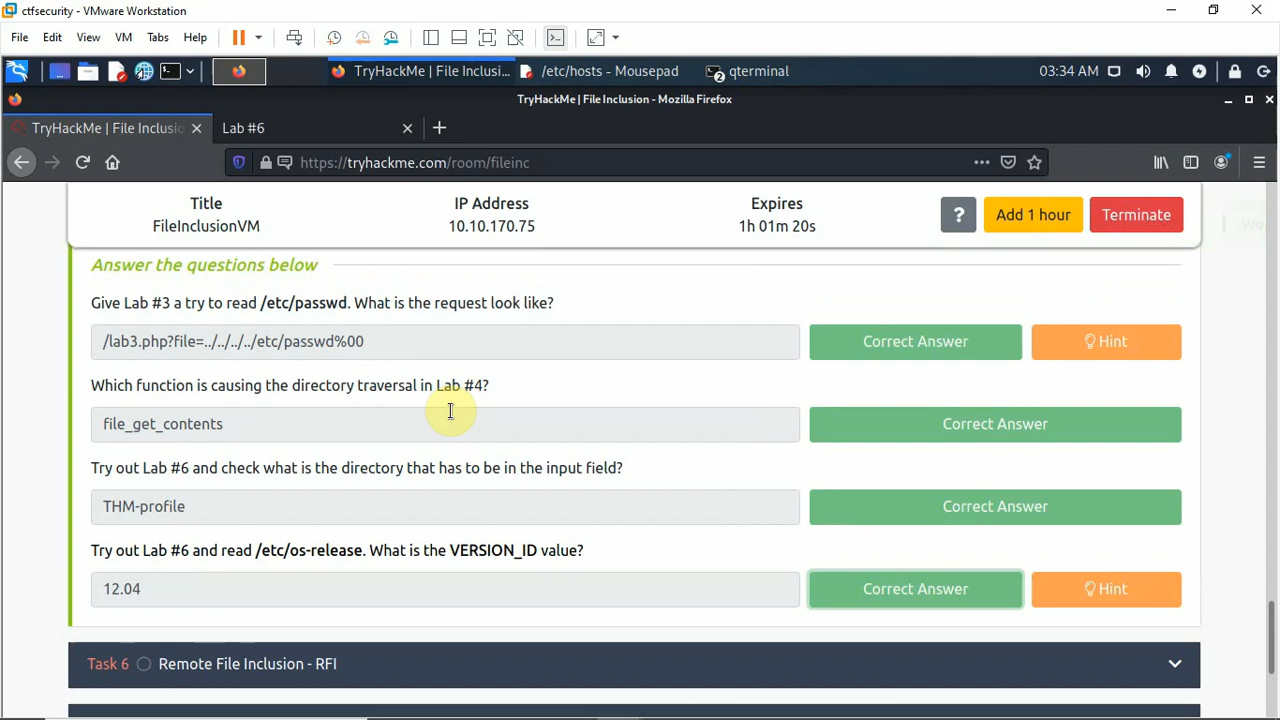 ctfsecurity - VMware Workstation
File Edit View VM Tabs Help
TryHackMe | File Inclusi... /etc/hosts - Mousepad 2 qterminal 03:34 AM
TryHackMe | File Inclusion - Mozilla Firefox
TryHackMe | File Inclusio Lab #6
https://tryhackme.com/room/fileinc
Title IP Address Expires
FileInclusionVM 10.10.170.75 1h 01m 20s ? Add 1 hour Terminate
Answer the questions below
Give Lab #3 a try to read /etc/passwd. What is the request look like?
/lab3.php?file=../../../../etc/passwd%00 Correct Answer Hint
Which function is causing the directory traversal in Lab #4?
file_get_contents Correct Answer
Try out Lab #6 and check what is the directory that has to be in the input field?
THM-profile Correct Answer
Try out Lab #6 and read /etc/os-release. What is the VERSION_ID value?
12.04 Correct Answer Hint
Task 6 Remote File Inclusion - RFI